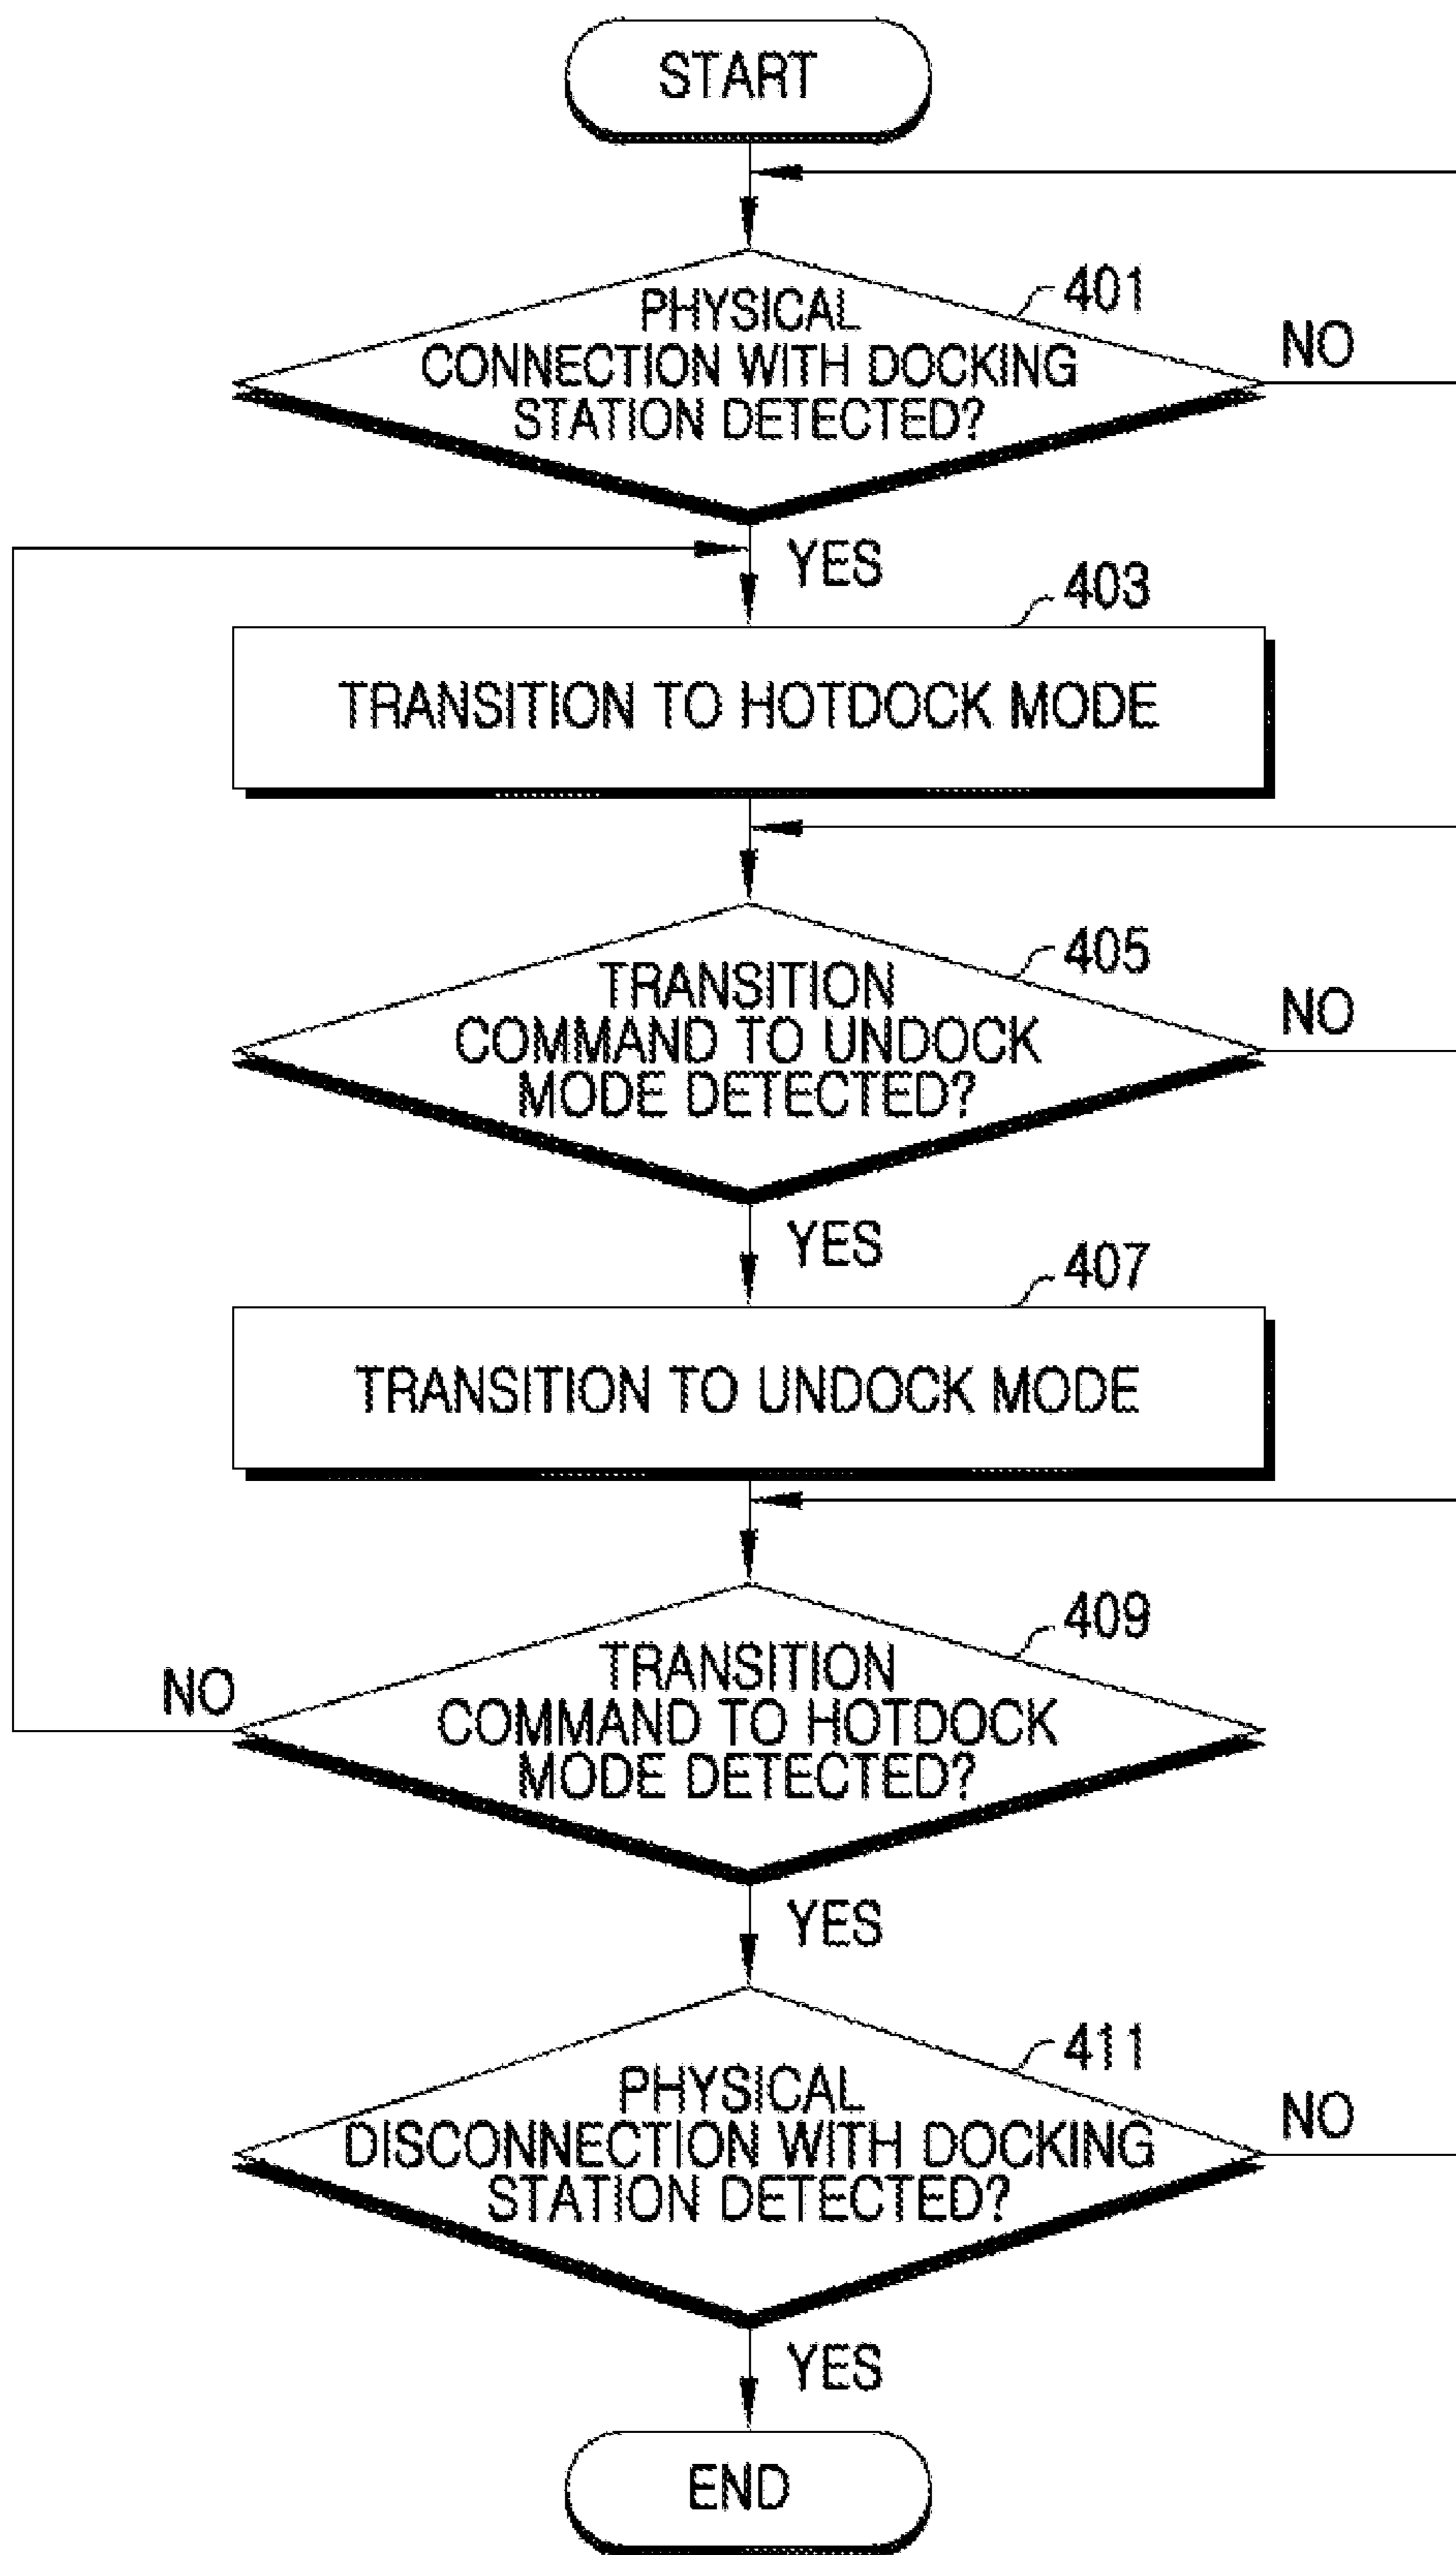 START
401
PHYSICAL
CONNECTION WITH DOCKING
STATION DETECTED?
NO
YES
403
TRANSITION TO HOTDOCK MODE
405
TRANSITION
COMMAND TO UNDOCK
MODE DETECTED?
NO
YES
407
TRANSITION TO UNDOCK MODE
409
TRANSITION
COMMAND TO HOTDOCK
MODE DETECTED?
NO
YES
411
PHYSICAL
DISCONNECTION WITH DOCKING
STATION DETECTED?
NO
YES
END